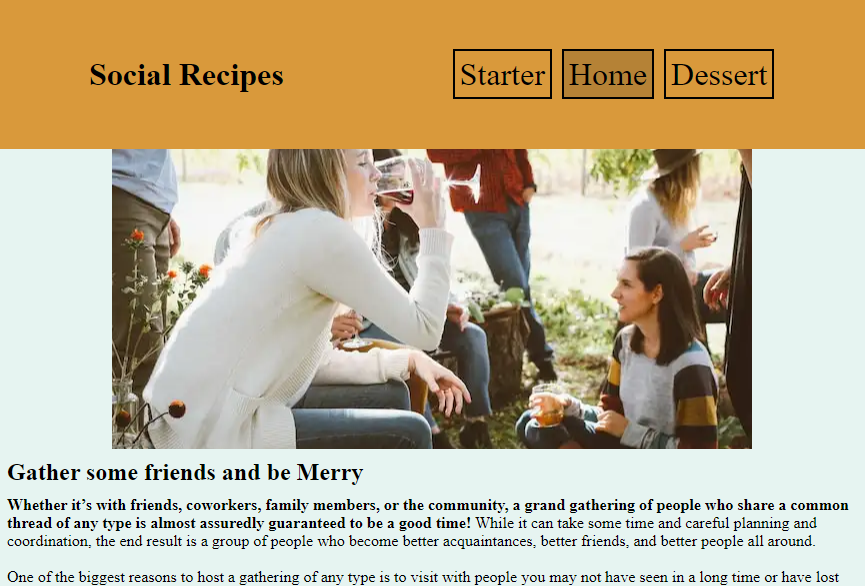 Social Recipes
Starter Home Dessert
Gather some friends and be Merry
Whether it’s with friends, coworkers, family members, or the community, a grand gathering of people who share a common
thread of any type is almost assuredly guaranteed to be a good time! While it can take some time and careful planning and
coordination, the end result is a group of people who become better acquaintances, better friends, and better people all around.
One of the biggest reasons to host a gathering of any type is to visit with people you may not have seen in a long time or have lost